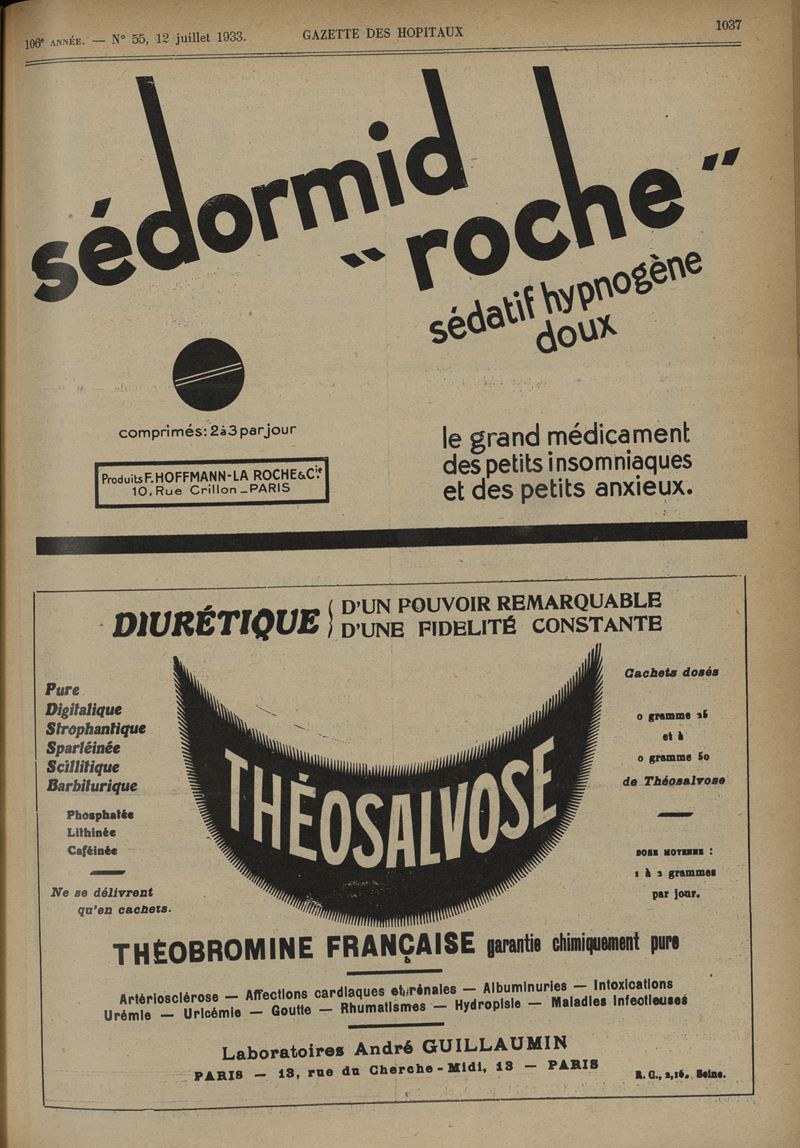 106e ANNÉE. — N° 55, 12 juillet 1933.
GAZETTE DES HOPITAUX
1037
sédormid
"roche"
sédatif hypnogène
doux
comprimés: 2 à 3 par jour
Produits F. HOFFMANN-LA ROCHE & Cie
10, Rue Crillon _ PARIS
le grand médicament
des petits insomniaques
et des petits anxieux.
DIURÉTIQUE
D'UN POUVOIR REMARQUABLE
D'UNE FIDELITÉ CONSTANTE
Pure
Digitalique
Strophantique
Spartéinée
Scillitique
Barbiturique
Phosphatée
Lithinée
Caféinée
Ne se délivrent
qu'en cachets.
THÉOSALVOSE
Cachets dosés
0 gramme 25
et à
0 gramme 50
de Théosalvose
DOSE MOYENNE :
1 à 2 grammes
par jour.
THÉOBROMINE FRANÇAISE garantie chimiquement pure
Artériosclérose — Affections cardiaques et rénales — Albuminuries — Intoxications
Urémie — Uricémie — Goutte — Rhumatismes — Hydropisie — Maladies Infectieuses
Laboratoires André GUILLAUMIN
PARIS — 13, rue du Cherche-Midi, 13 — PARIS
R. C., Seine.